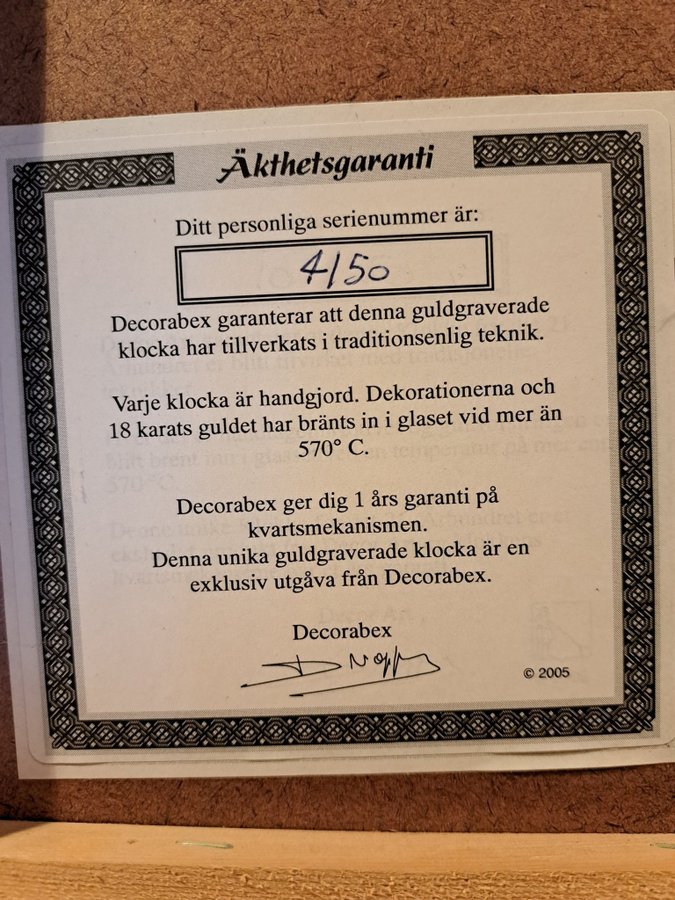 Äkthetsgaranti
Ditt personliga serienummer är:
4/50
Decorabex garanterar att denna guldgraverade
klocka har tillverkats i traditionsenlig teknik.
Varje klocka är handgjord. Dekorationerna och
18 karats guldet har bränts in i glaset vid mer än
570° C.
Decorabex ger dig 1 års garanti på
kvartsmekanismen.
Denna unika guldgraverade klocka är en
exklusiv utgåva från Decorabex.
Decorabex
© 2005